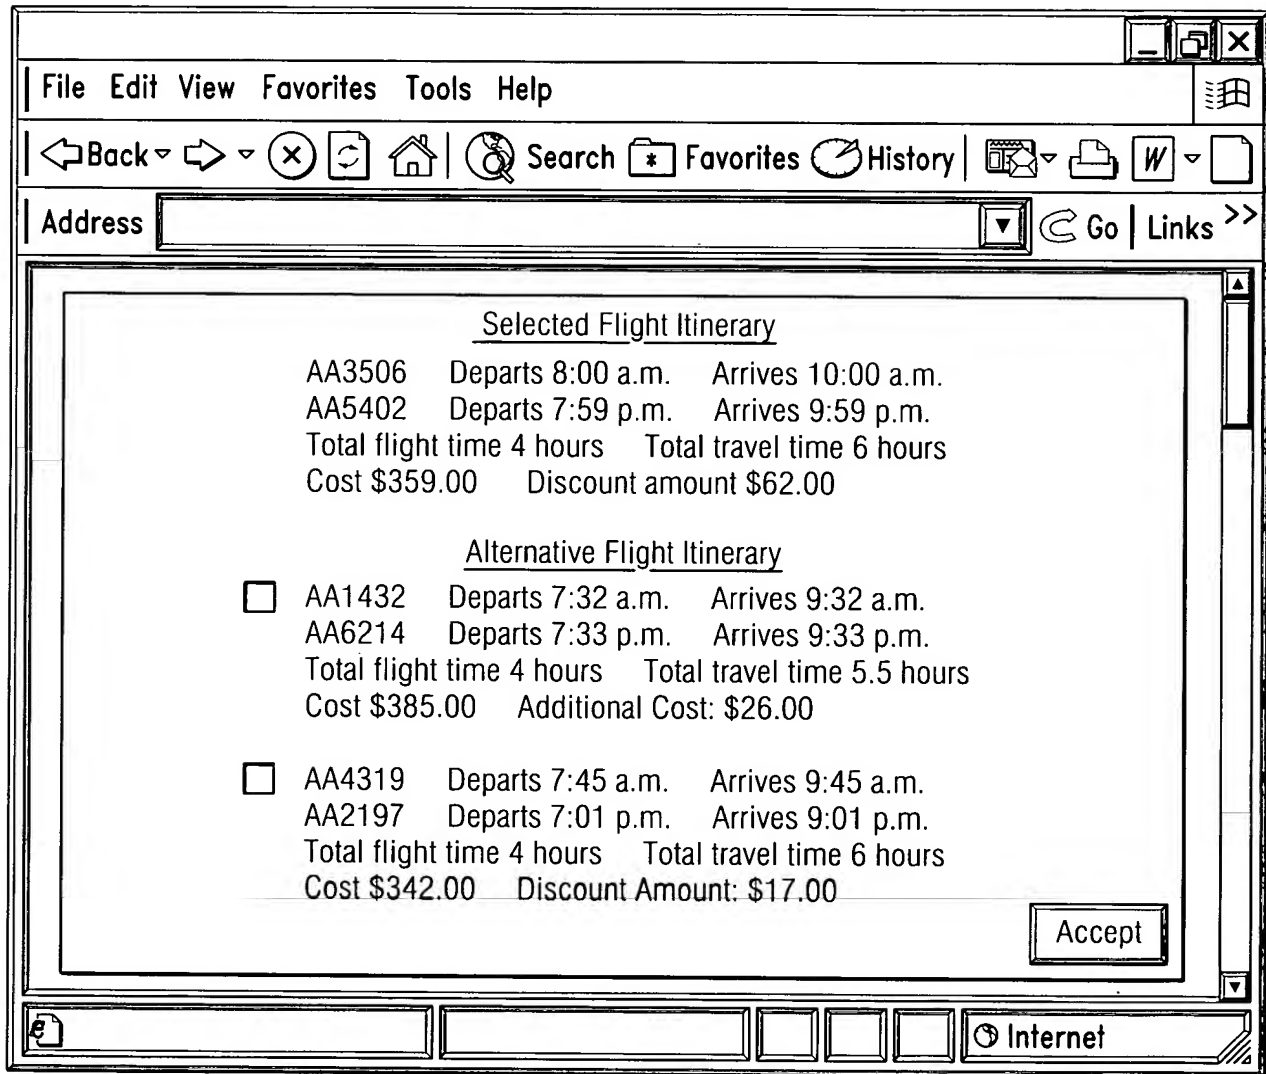 File Edit View Favorites Tools Help
Back Search Favorites History W
Address Go Links >>
Selected Flight Itinerary
AA3506 Departs 8:00 a.m. Arrives 10:00 a.m.
AA5402 Departs 7:59 p.m. Arrives 9:59 p.m.
Total flight time 4 hours Total travel time 6 hours
Cost $359.00 Discount amount $62.00
Alternative Flight Itinerary
AA1432 Departs 7:32 a.m. Arrives 9:32 a.m.
AA6214 Departs 7:33 p.m. Arrives 9:33 p.m.
Total flight time 4 hours Total travel time 5.5 hours
Cost $385.00 Additional Cost: $26.00
AA4319 Departs 7:45 a.m. Arrives 9:45 a.m.
AA2197 Departs 7:01 p.m. Arrives 9:01 p.m.
Total flight time 4 hours Total travel time 6 hours
Cost $342.00 Discount Amount: $17.00
Accept
e Internet